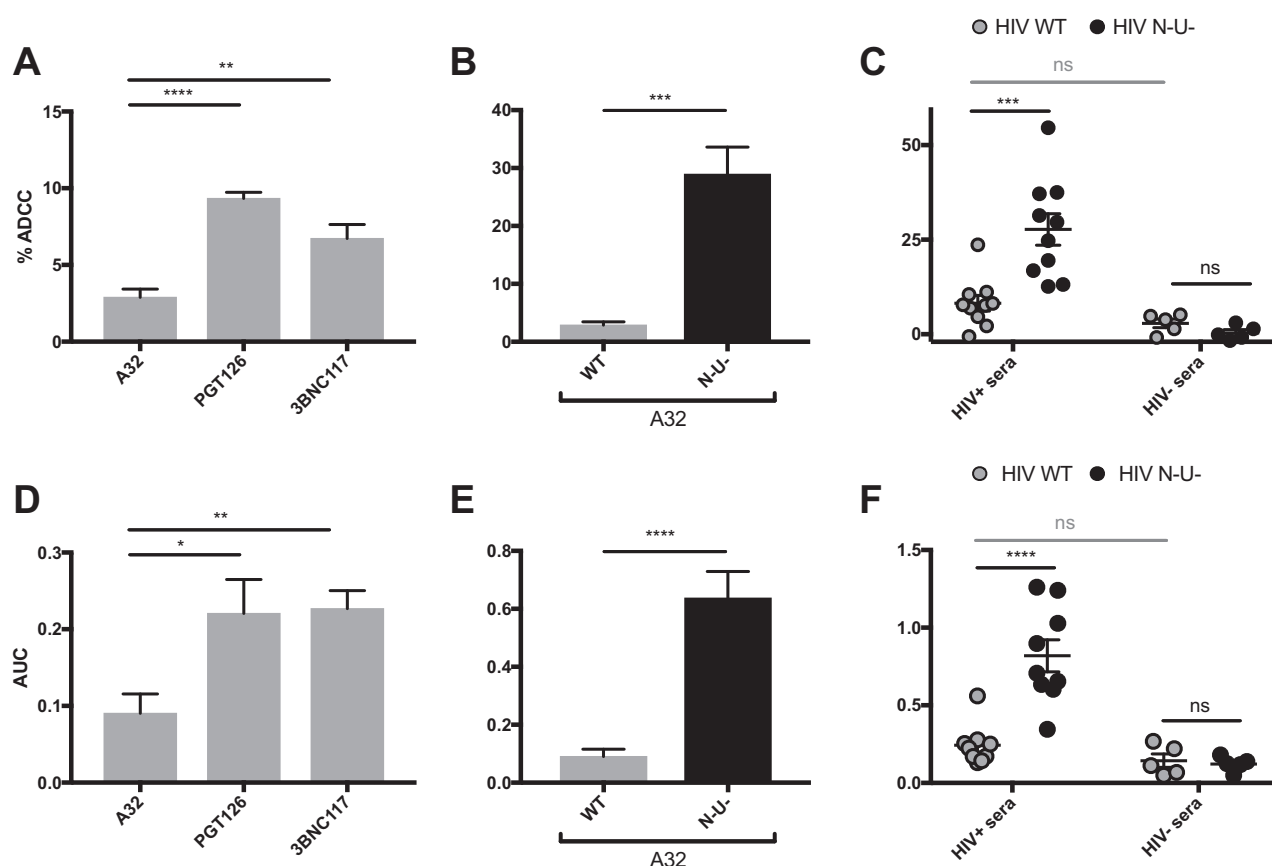 HIV WT HIV N-U-
A
B
C
**
****
***
ns
***
ns
% ADCC
15
10
5
0
A32
PGT126
3BNC117
40
30
20
10
0
WT
N-U-
A32
50
25
0
HIV+ sera
HIV- sera
HIV WT HIV N-U-
D
E
F
**
*
****
ns
****
ns
AUC
0.3
0.2
0.1
0.0
A32
PGT126
3BNC117
0.8
0.6
0.4
0.2
0.0
WT
N-U-
A32
1.5
1.0
0.5
0.0
HIV+ sera
HIV- sera